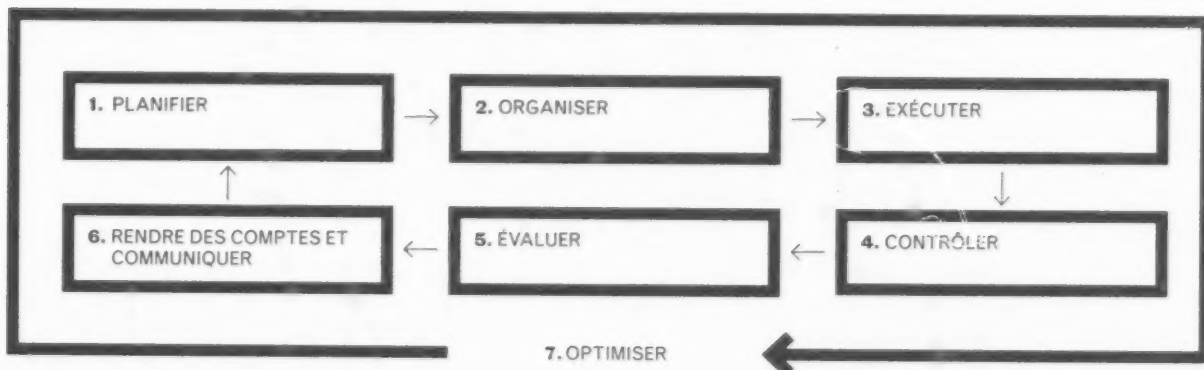 1. PLANIFIER
2. ORGANISER
3. EXÉCUTER
6. RENDRE DES COMPTES ET
COMMUNIQUER
5. ÉVALUER
4. CONTRÔLER
7. OPTIMISER